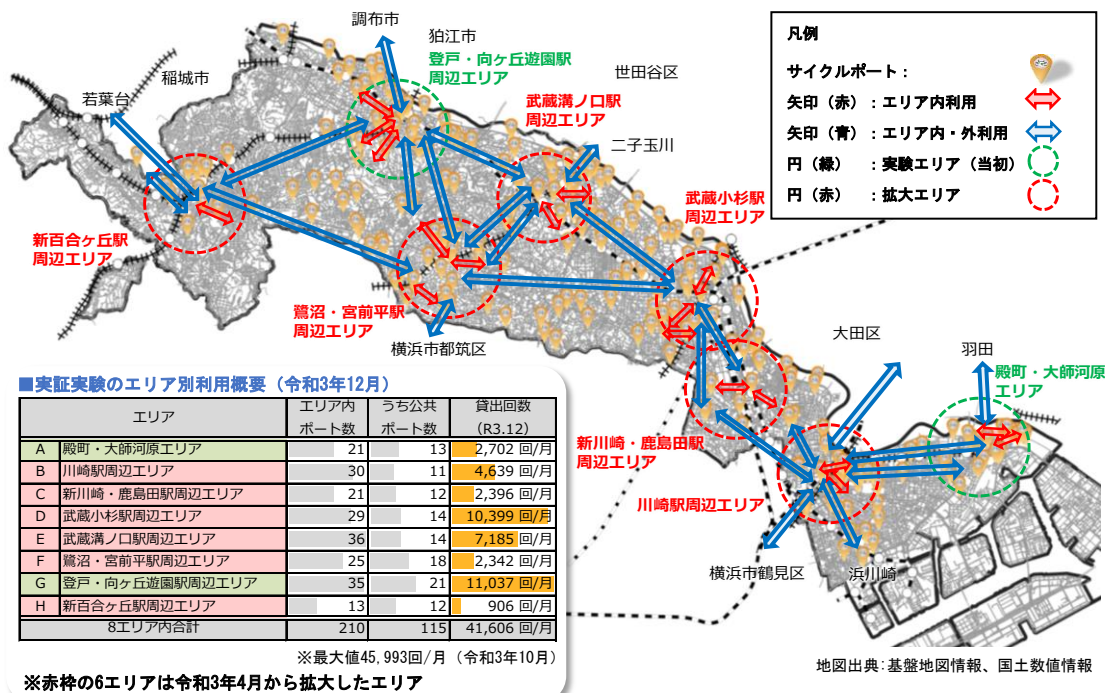 調布市
狛江市
登戸・向ヶ丘遊園駅
周辺エリア
世田谷区
稲城市
若葉台
武蔵溝ノ口駅
周辺エリア
二子玉川
武蔵小杉駅
周辺エリア
凡例
サイクルポート：
矢印（赤）：エリア内利用
矢印（青）：エリア内・外利用
円（緑）：実験エリア（当初）
円（赤）：拡大エリア
新百合ヶ丘駅
周辺エリア
鷺沼・宮前平駅
周辺エリア
横浜市都筑区
大田区
羽田
殿町・大師河原
エリア
新川崎・鹿島田駅
周辺エリア
川崎駅周辺エリア
横浜市鶴見区
浜川崎
■実証実験のエリア別利用概要（令和3年12月）
エリア エリア内ポート数 うち公共ポート数 貸出回数（R3.12）
A 殿町・大師河原エリア 21 13 2,702 回/月
B 川崎駅周辺エリア 30 11 4,639 回/月
C 新川崎・鹿島田駅周辺エリア 21 12 2,396 回/月
D 武蔵小杉駅周辺エリア 29 14 10,399 回/月
E 武蔵溝ノ口駅周辺エリア 36 14 7,185 回/月
F 鷺沼・宮前平駅周辺エリア 25 18 2,342 回/月
G 登戸・向ヶ丘遊園駅周辺エリア 35 21 11,037 回/月
H 新百合ヶ丘駅周辺エリア 13 12 906 回/月
8エリア内合計 210 115 41,606 回/月
※最大値45,993回/月（令和3年10月）
※赤枠の6エリアは令和3年4月から拡大したエリア
地図出典：基盤地図情報、国土数値情報